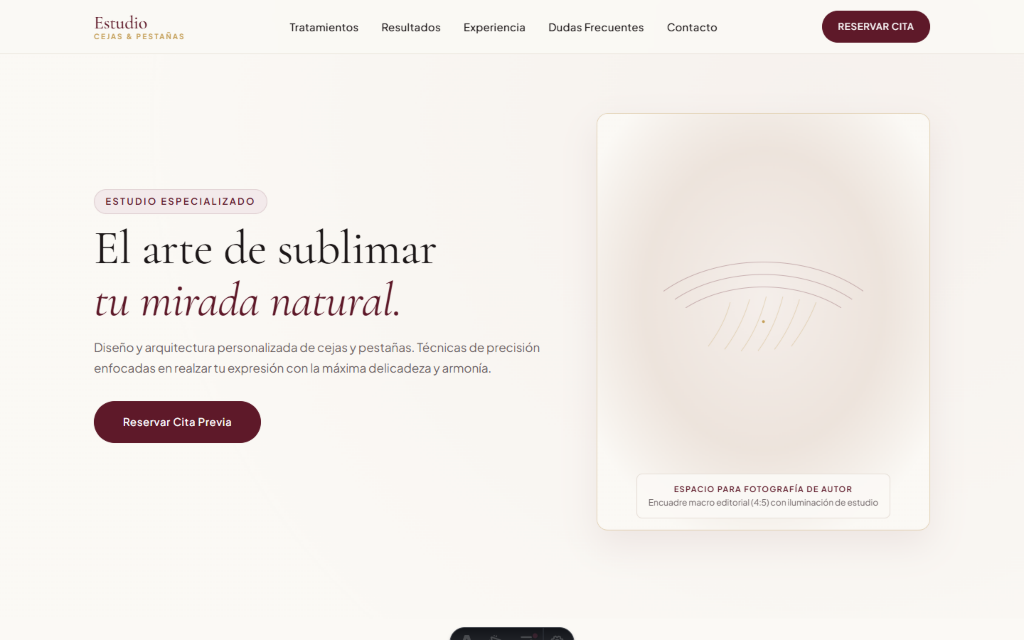 Estudio
CEJAS & PESTAÑAS
Tratamientos
Resultados
Experiencia
Dudas Frecuentes
Contacto
RESERVAR CITA
ESTUDIO ESPECIALIZADO
El arte de sublimar
tu mirada natural.
Diseño y arquitectura personalizada de cejas y pestañas. Técnicas de precisión
enfocadas en realzar tu expresión con la máxima delicadeza y armonía.
Reservar Cita Previa
ESPACIO PARA FOTOGRAFÍA DE AUTOR
Encuadre macro editorial (4:5) con iluminación de estudio